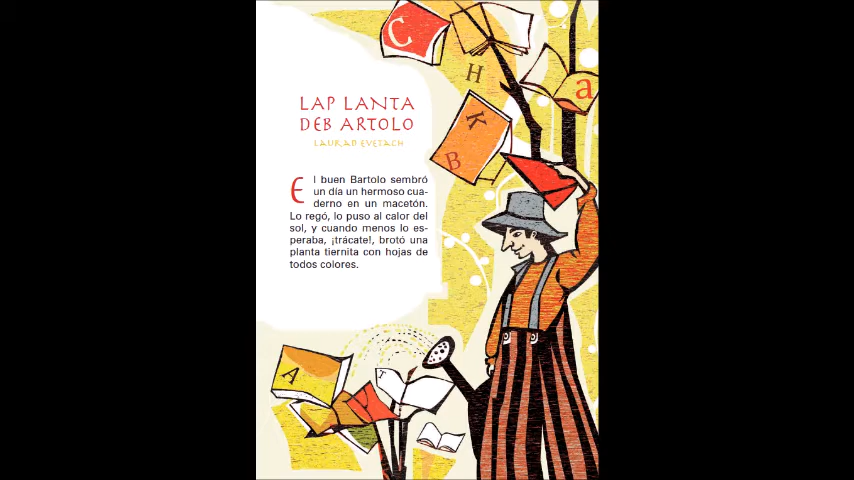 C
H
a
K
B
LAP LANTA
DEB ARTOLO
LAURAD EVETACH
El buen Bartolo sembró
un día un hermoso cua-
derno en un macetón.
Lo regó, lo puso al calor del
sol, y cuando menos lo es-
peraba, ¡trácate!, brotó una
planta tiernita con hojas de
todos colores.
A
T